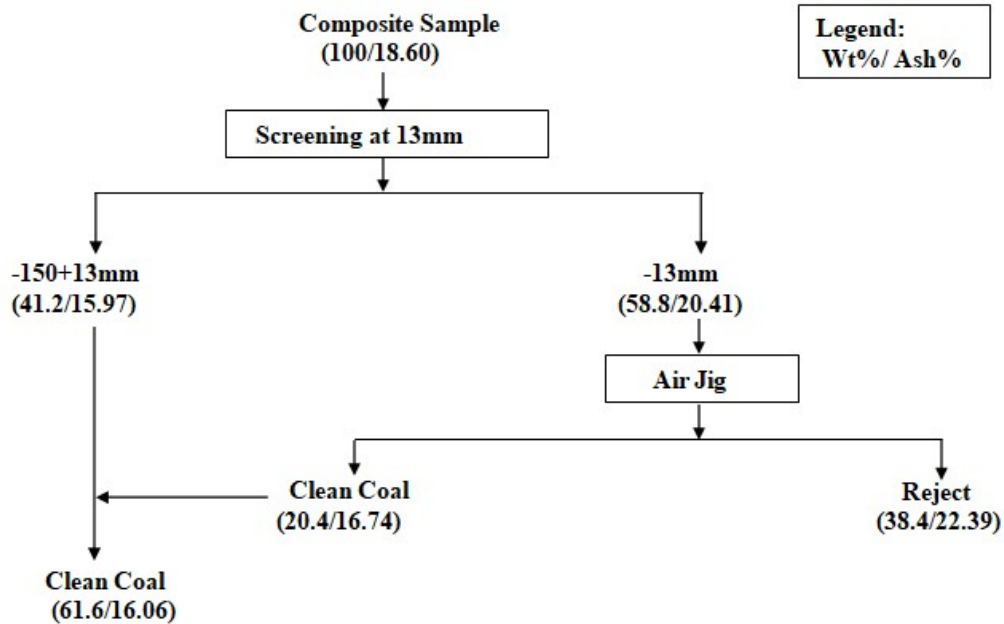 Composite Sample
(100/18.60)
Legend:
Wt%/ Ash%
Screening at 13mm
-150+13mm
(41.2/15.97)
-13mm
(58.8/20.41)
Air Jig
Clean Coal
(20.4/16.74)
Reject
(38.4/22.39)
Clean Coal
(61.6/16.06)